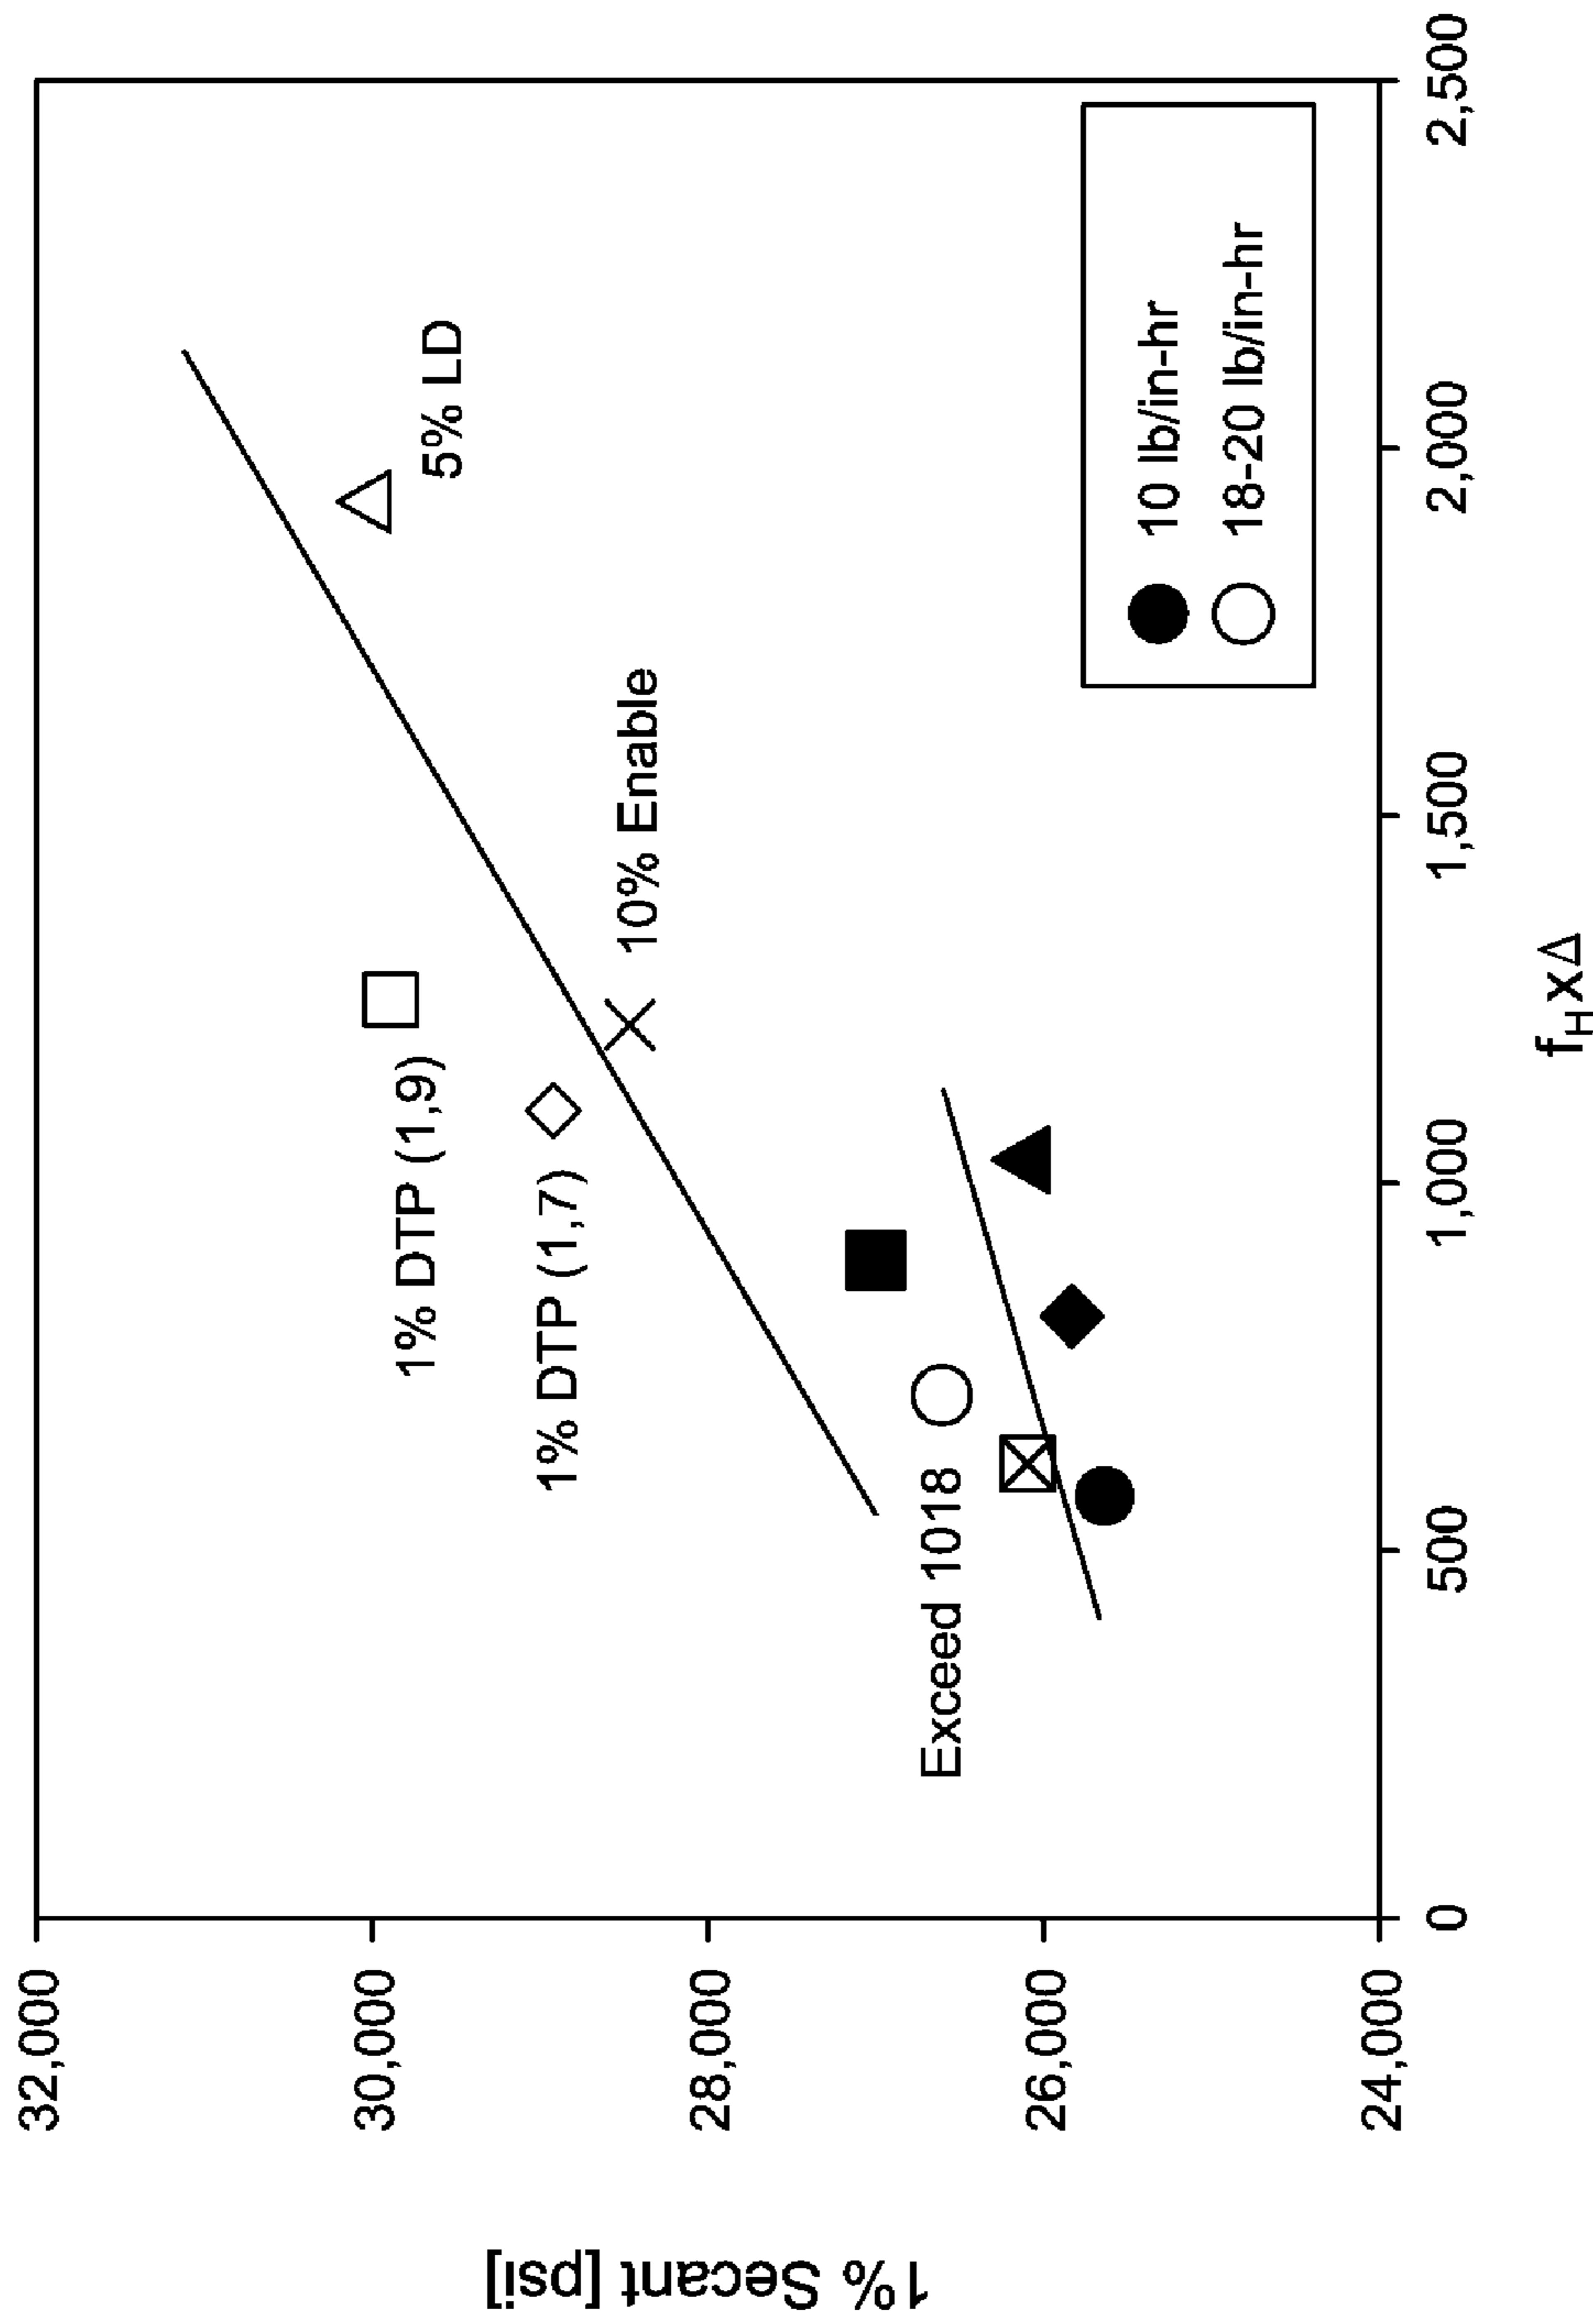 32,000
30,000
28,000
26,000
24,000
1% Secant [psi]
0
500
1,000
1,500
2,000
2,500
f_H x Δ
1% DTP (1,9)
5% LD
1% DTP (1,7)
10% Enable
Exceed 1018
10 lb/in-hr
18-20 lb/in-hr